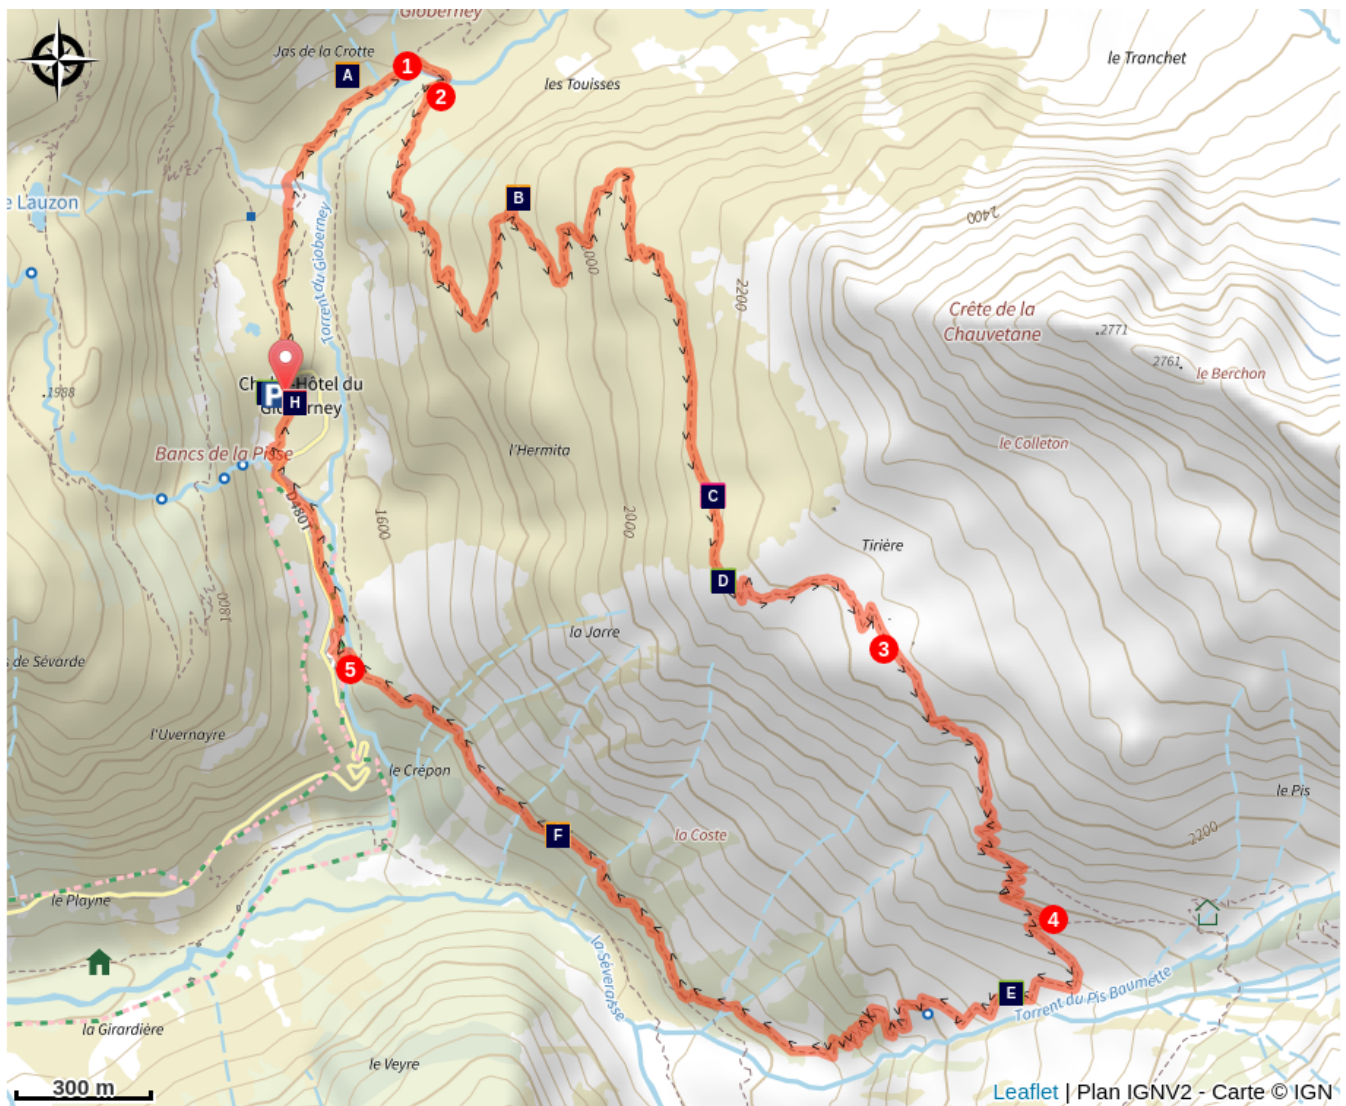 Gioberney
Jas de la Crotte
1
A
2
les Touisses
le Tranchet
B
e Lauzon
Torrent du Gioberney
2400
2000
2200
Crête de la
Chauvetane
2771
2761
le Berchon
1988
Hôtel du
P
H
Bancs de la Pisse
l'Hermita
le Colleton
D480T
1600
2000
C
Tirière
D
1800
la Jarre
3
s de Sévarde
5
l'Uvernayre
le Crépon
le Pis
F
la Coste
2200
le Playne
4
la Séveraisse
E
Torrent du Pis Boumette
la Girardière
le Veyre
300 m
Leaflet | Plan IGNV2 - Carte © IGN